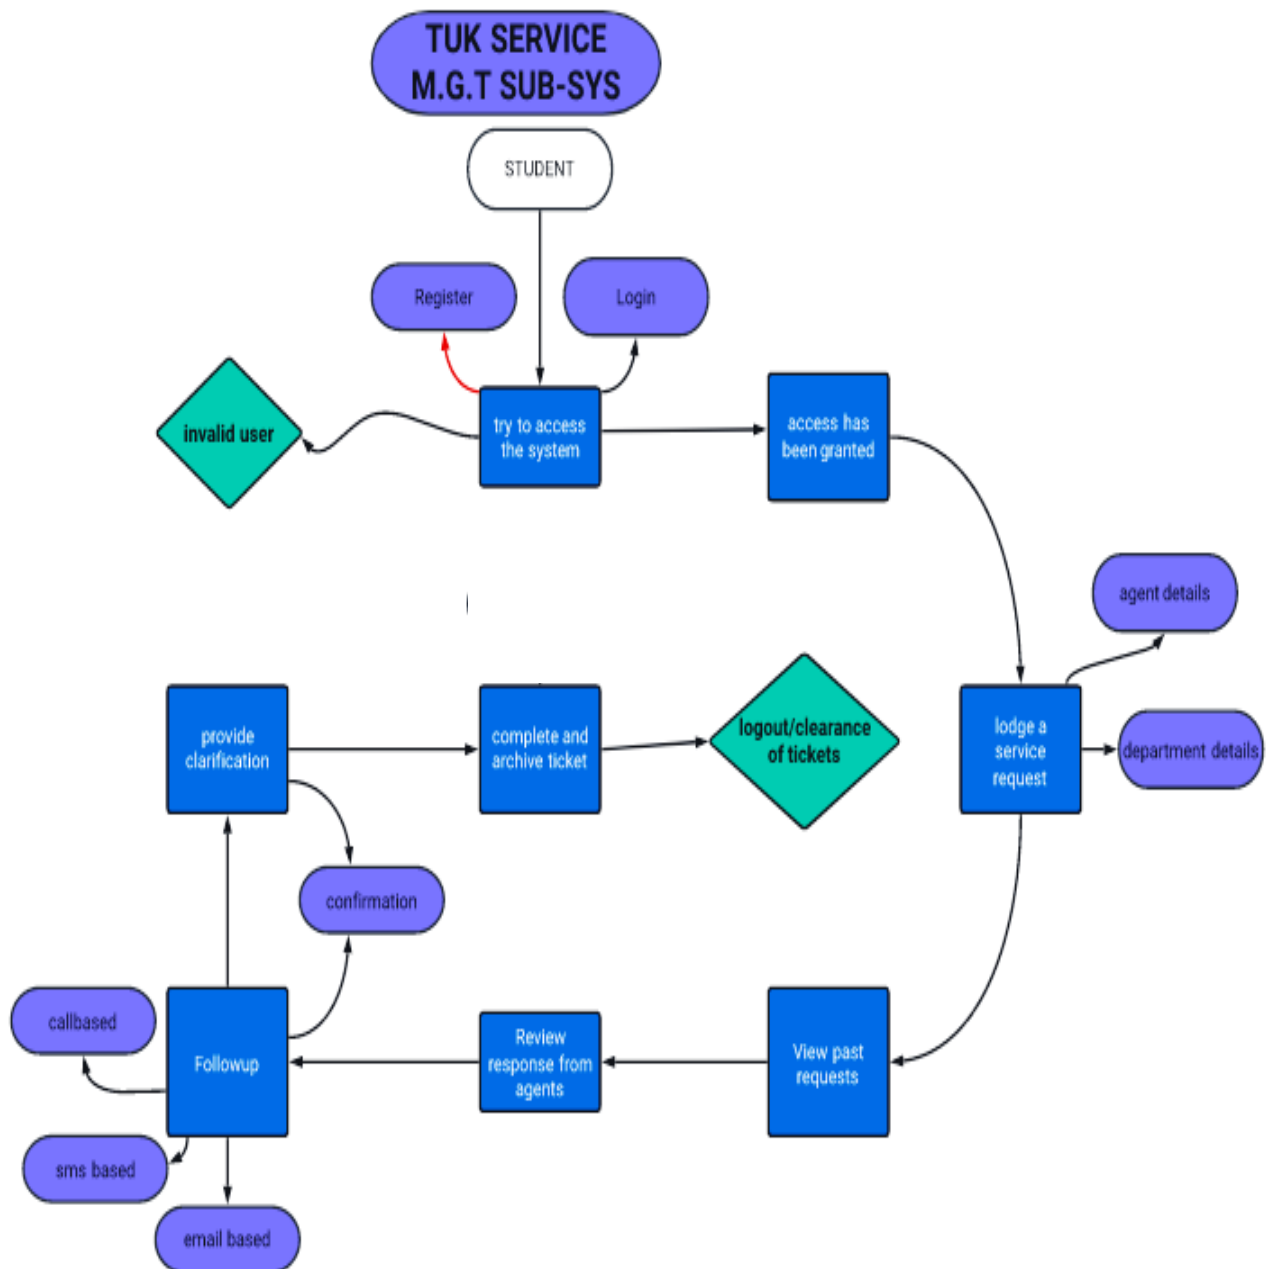 TUK SERVICE
M.G.T SUB-SYS
STUDENT
Register
Login
invalid user
try to access
the system
access has
been granted
agent details
provide
clarification
complete and
archive ticket
logout/clearance
of tickets
lodge a
service
request
department details
confirmation
callbased
Followup
Review
response from
agents
View past
requests
sms based
email based